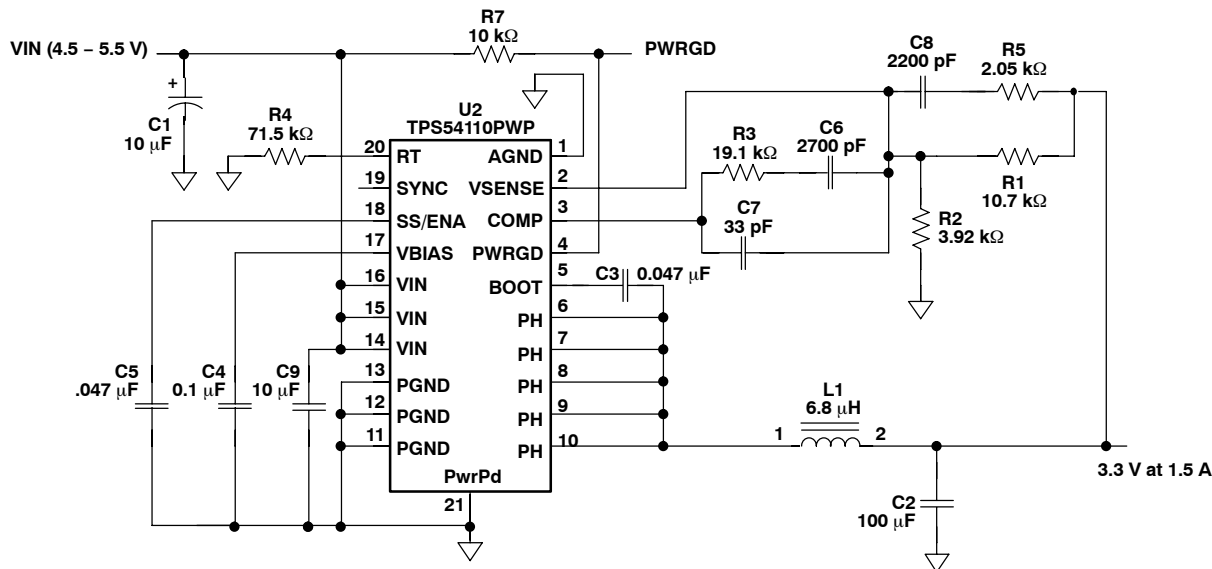 VIN (4.5 – 5.5 V)
R7
10 kΩ
PWRGD
C8
2200 pF
R5
2.05 kΩ
+
C1
10 μF
R4
71.5 kΩ
U2
TPS54110PWP
R3
19.1 kΩ
C6
2700 pF
R1
10.7 kΩ
C7
33 pF
R2
3.92 kΩ
20 RT
AGND 1
19 SYNC
VSENSE 2
18 SS/ENA
COMP 3
17 VBIAS
PWRGD 4
16 VIN
BOOT 5
C3 0.047 μF
15 VIN
PH 6
14 VIN
PH 7
13 PGND
PH 8
12 PGND
PH 9
11 PGND
PH 10
PwrPd
21
C5
.047 μF
C4
0.1 μF
C9
10 μF
L1
6.8 μH
1 2
3.3 V at 1.5 A
C2
100 μF